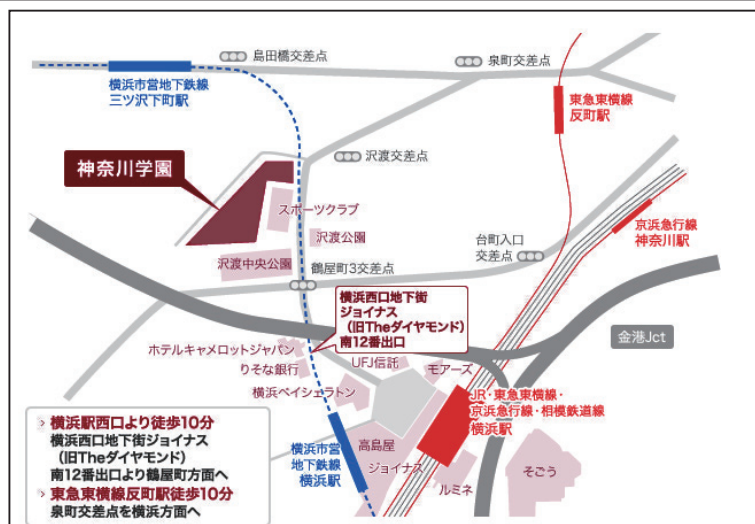 島田橋交差点
泉町交差点
横浜市営地下鉄線
三ツ沢下町駅
東急東横線
反町駅
神奈川学園
沢渡交差点
スポーツクラブ
沢渡公園
京浜急行線
神奈川駅
台町入口
交差点
沢渡中央公園
鶴屋町3交差点
横浜西口地下街
ジョイナス
(旧Theダイヤモンド)
南12番出口
金港Jct
ホテルキャメロットジャパン
りそな銀行
UFJ信託
モアーズ
横浜ベイシェラトン
JR・東急東横線・
京浜急行線・相模鉄道線
横浜駅
横浜市営
地下鉄線
横浜駅
高島屋
ジョイナス
ルミネ
そごう
› 横浜駅西口より徒歩10分
横浜西口地下街ジョイナス
(旧Theダイヤモンド)
南12番出口より鶴屋町方面へ
› 東急東横線反町駅徒歩10分
泉町交差点を横浜方面へ